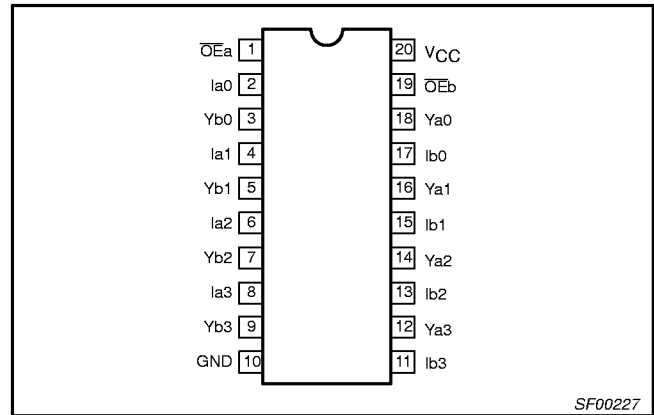 O̅E̅a 1 20 VCC
Ia0 2 19 O̅E̅b
Yb0 3 18 Ya0
Ia1 4 17 Ib0
Yb1 5 16 Ya1
Ia2 6 15 Ib1
Yb2 7 14 Ya2
Ia3 8 13 Ib2
Yb3 9 12 Ya3
GND 10 11 Ib3
SF00227